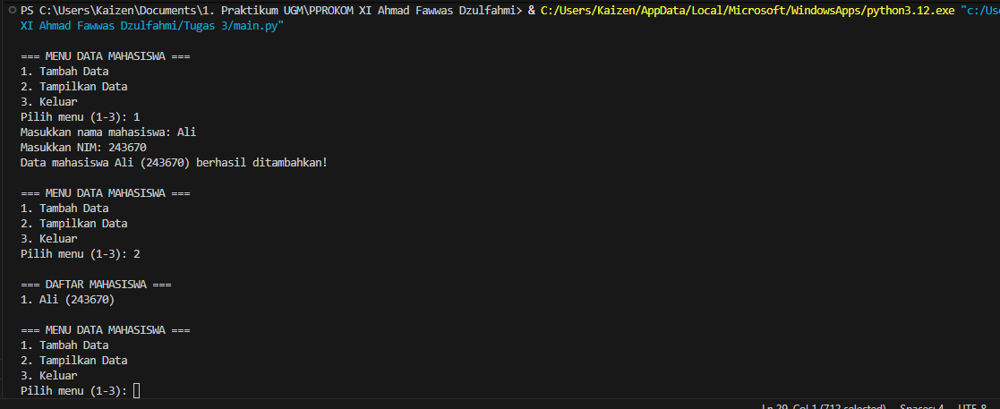 PS C:\Users\Kaizen\Documents\1. Praktikum UGM\PPROKOM XI Ahmad Fawwas Dzulfahmi> & C:/Users/Kaizen/AppData/Local/Microsoft/WindowsApps/python3.12.exe "c:/Use
XI Ahmad Fawwas Dzulfahmi/Tugas 3/main.py"
=== MENU DATA MAHASISWA ===
1. Tambah Data
2. Tampilkan Data
3. Keluar
Pilih menu (1-3): 1
Masukkan nama mahasiswa: Ali
Masukkan NIM: 243670
Data mahasiswa Ali (243670) berhasil ditambahkan!
=== MENU DATA MAHASISWA ===
1. Tambah Data
2. Tampilkan Data
3. Keluar
Pilih menu (1-3): 2
=== DAFTAR MAHASISWA ===
1. Ali (243670)
=== MENU DATA MAHASISWA ===
1. Tambah Data
2. Tampilkan Data
3. Keluar
Pilih menu (1-3):
Ln 29, Col 1 (712 selected) Spaces: 4 UTF-8